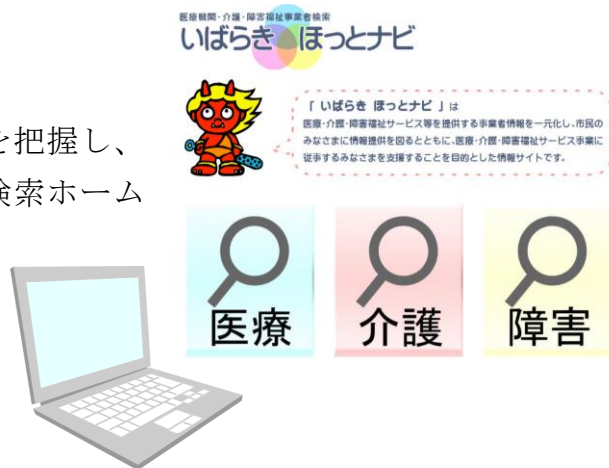 医療機関・介護・障害福祉事業者検索
いばらき ほっとナビ
「 いばらき ほっとナビ 」は
医療・介護・障害福祉サービス等を提供する事業者情報を一元化し、市民の
みなさまに情報提供を図るとともに、医療・介護・障害福祉サービス事業に
従事するみなさまを支援することを目的とした情報サイトです。
を把握し、
検索ホーム
医療
介護
障害